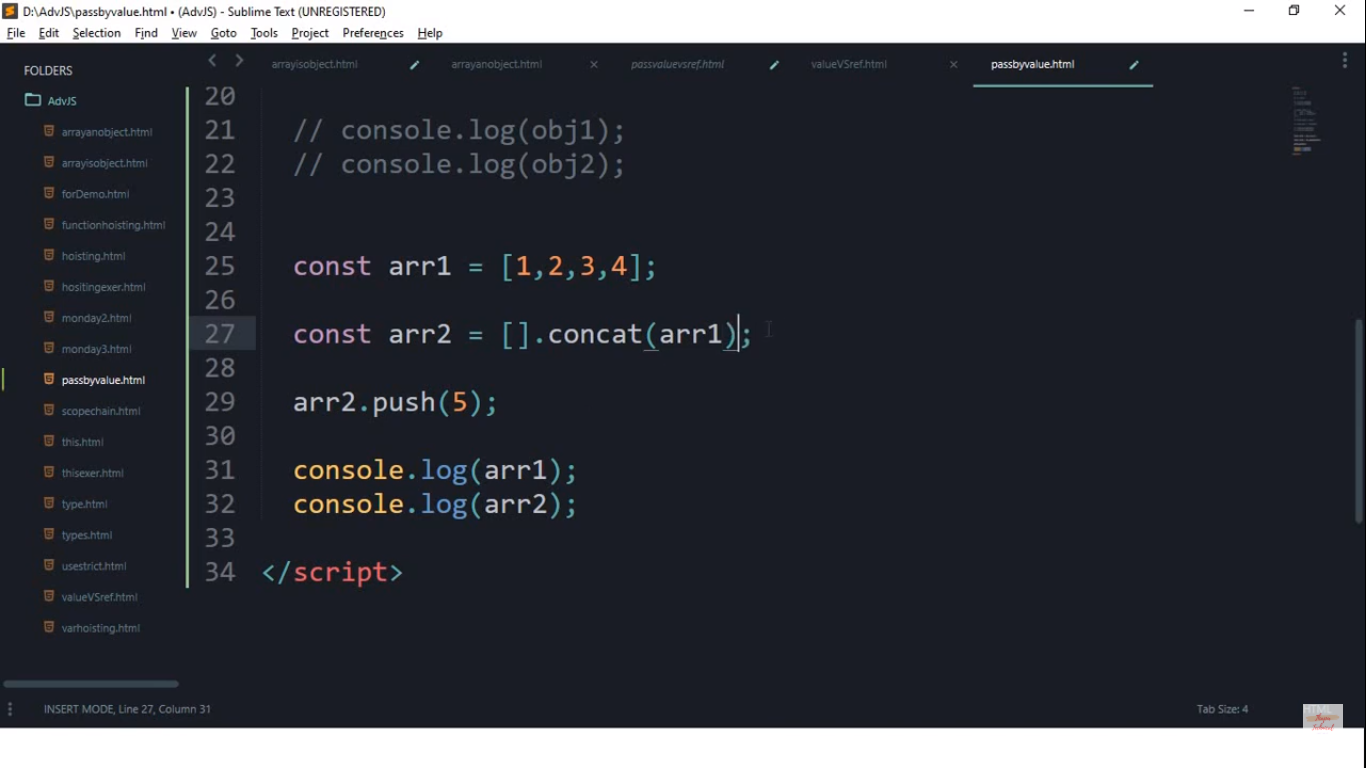 D:\AdvJS\passbyvalue.html • (AdvJS) - Sublime Text (UNREGISTERED)
File Edit Selection Find View Goto Tools Project Preferences Help
FOLDERS
AdvJS
arrayanobject.html
arrayisobject.html
forDemo.html
functionhoisting.html
hoisting.html
hositingexer.html
monday2.html
monday3.html
passbyvalue.html
scopechain.html
this.html
thisexer.html
type.html
types.html
usestrict.html
valueVSref.html
varhoisting.html
arrayisobject.html arrayanobject.html passvaluevsref.html valueVSref.html passbyvalue.html
20
21 // console.log(obj1);
22 // console.log(obj2);
23
24
25 const arr1 = [1,2,3,4];
26
27 const arr2 = [].concat(arr1);
28
29 arr2.push(5);
30
31 console.log(arr1);
32 console.log(arr2);
33
34 </script>
INSERT MODE, Line 27, Column 31 Tab Size: 4 HTML